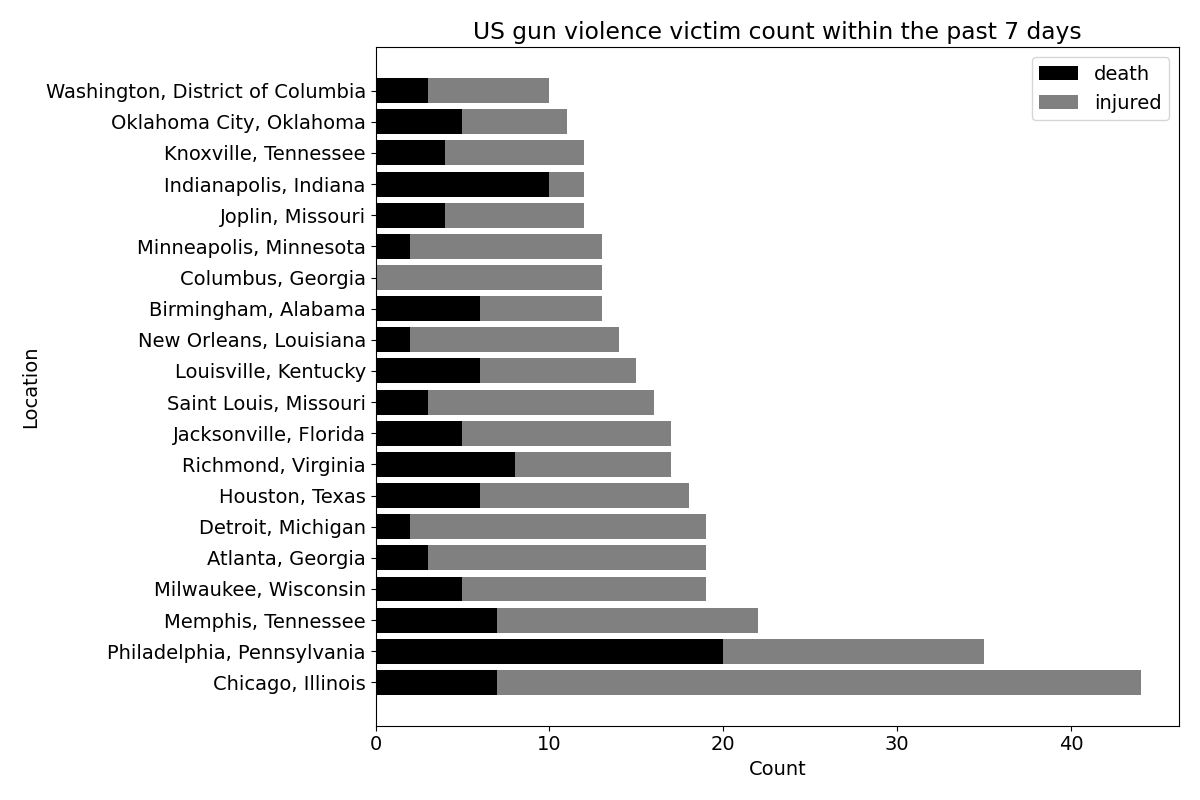 US gun violence victim count within the past 7 days
death
injured
Washington, District of Columbia
Oklahoma City, Oklahoma
Knoxville, Tennessee
Indianapolis, Indiana
Joplin, Missouri
Minneapolis, Minnesota
Columbus, Georgia
Birmingham, Alabama
New Orleans, Louisiana
Louisville, Kentucky
Saint Louis, Missouri
Jacksonville, Florida
Richmond, Virginia
Houston, Texas
Detroit, Michigan
Atlanta, Georgia
Milwaukee, Wisconsin
Memphis, Tennessee
Philadelphia, Pennsylvania
Chicago, Illinois
Location
0 10 20 30 40
Count